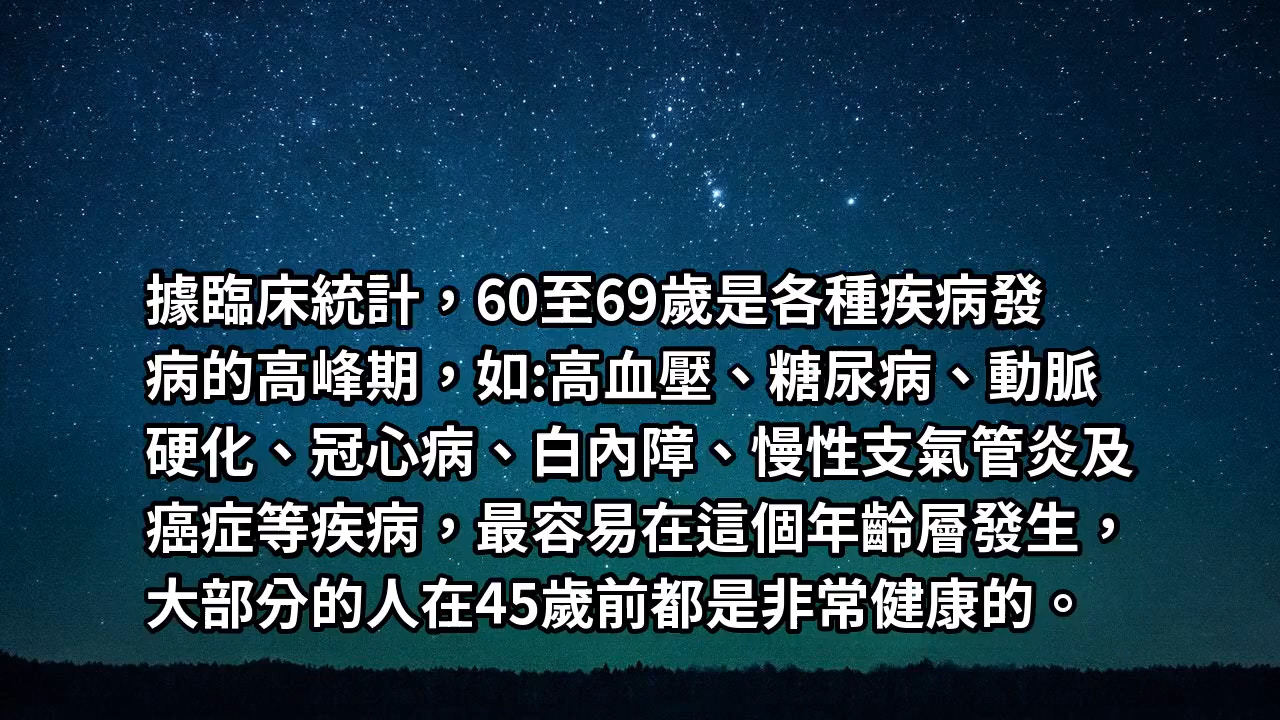 據臨床統計，60至69歲是各種疾病發
病的高峰期，如:高血壓、糖尿病、動脈
硬化、冠心病、白內障、慢性支氣管炎及
癌症等疾病，最容易在這個年齡層發生，
大部分的人在45歲前都是非常健康的。